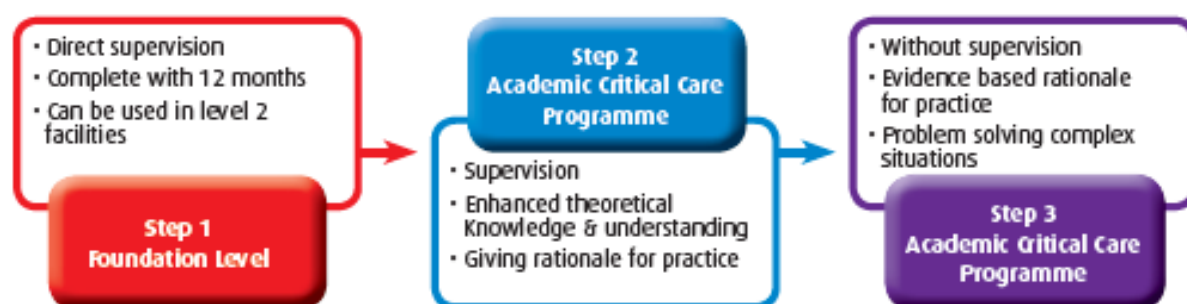 · Direct supervision
· Complete with 12 months
· Can be used in level 2
facilities
Step 1
Foundation Level
Step 2
Academic Critical Care
Programme
· Supervision
· Enhanced theoretical
Knowledge & understanding
· Giving rationale for practice
· Without supervision
· Evidence based rationale
for practice
· Problem solving complex
situations
Step 3
Academic Critical Care
Programme